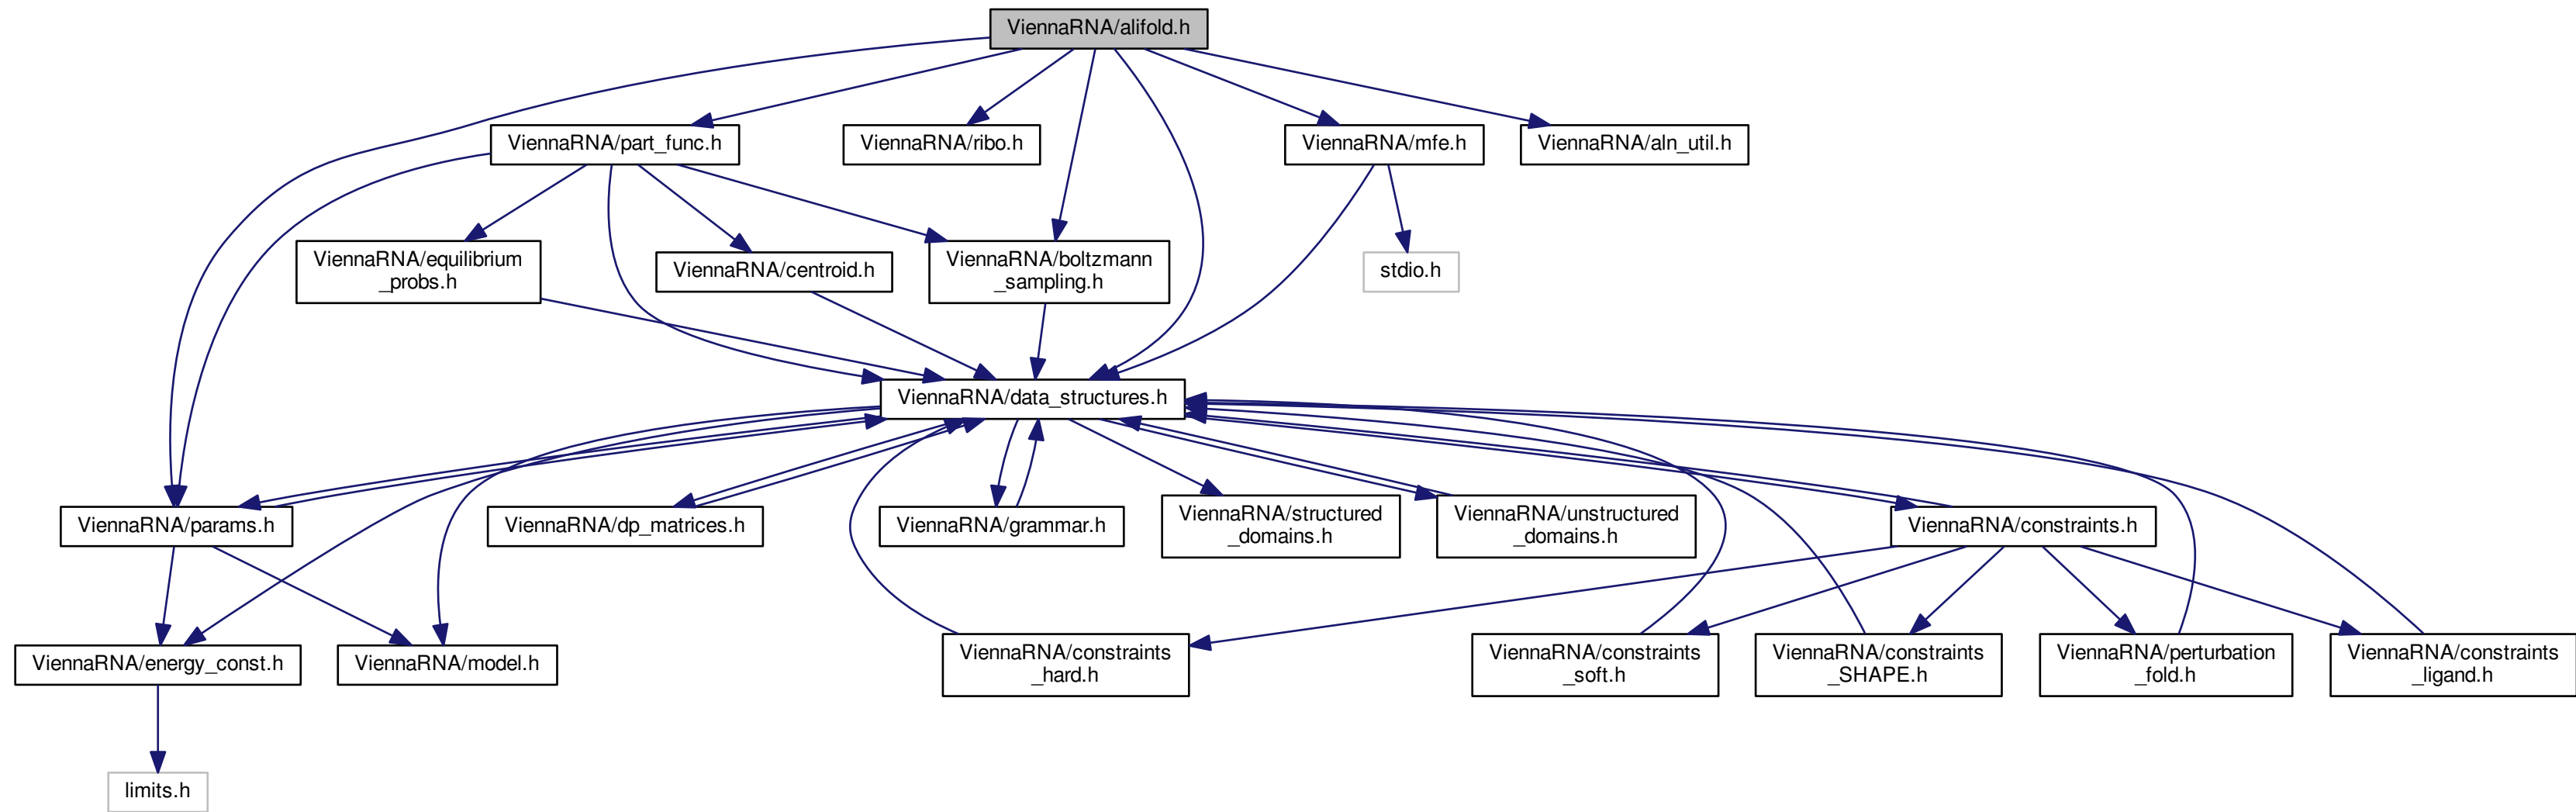 ViennaRNA/alifold.h
ViennaRNA/part_func.h
ViennaRNA/ribo.h
ViennaRNA/mfe.h
ViennaRNA/aln_util.h
ViennaRNA/equilibrium
_probs.h
ViennaRNA/centroid.h
ViennaRNA/boltzmann
_sampling.h
stdio.h
ViennaRNA/data_structures.h
ViennaRNA/params.h
ViennaRNA/dp_matrices.h
ViennaRNA/grammar.h
ViennaRNA/structured
_domains.h
ViennaRNA/unstructured
_domains.h
ViennaRNA/constraints.h
ViennaRNA/energy_const.h
ViennaRNA/model.h
ViennaRNA/constraints
_hard.h
ViennaRNA/constraints
_soft.h
ViennaRNA/constraints
_SHAPE.h
ViennaRNA/perturbation
_fold.h
ViennaRNA/constraints
_ligand.h
limits.h